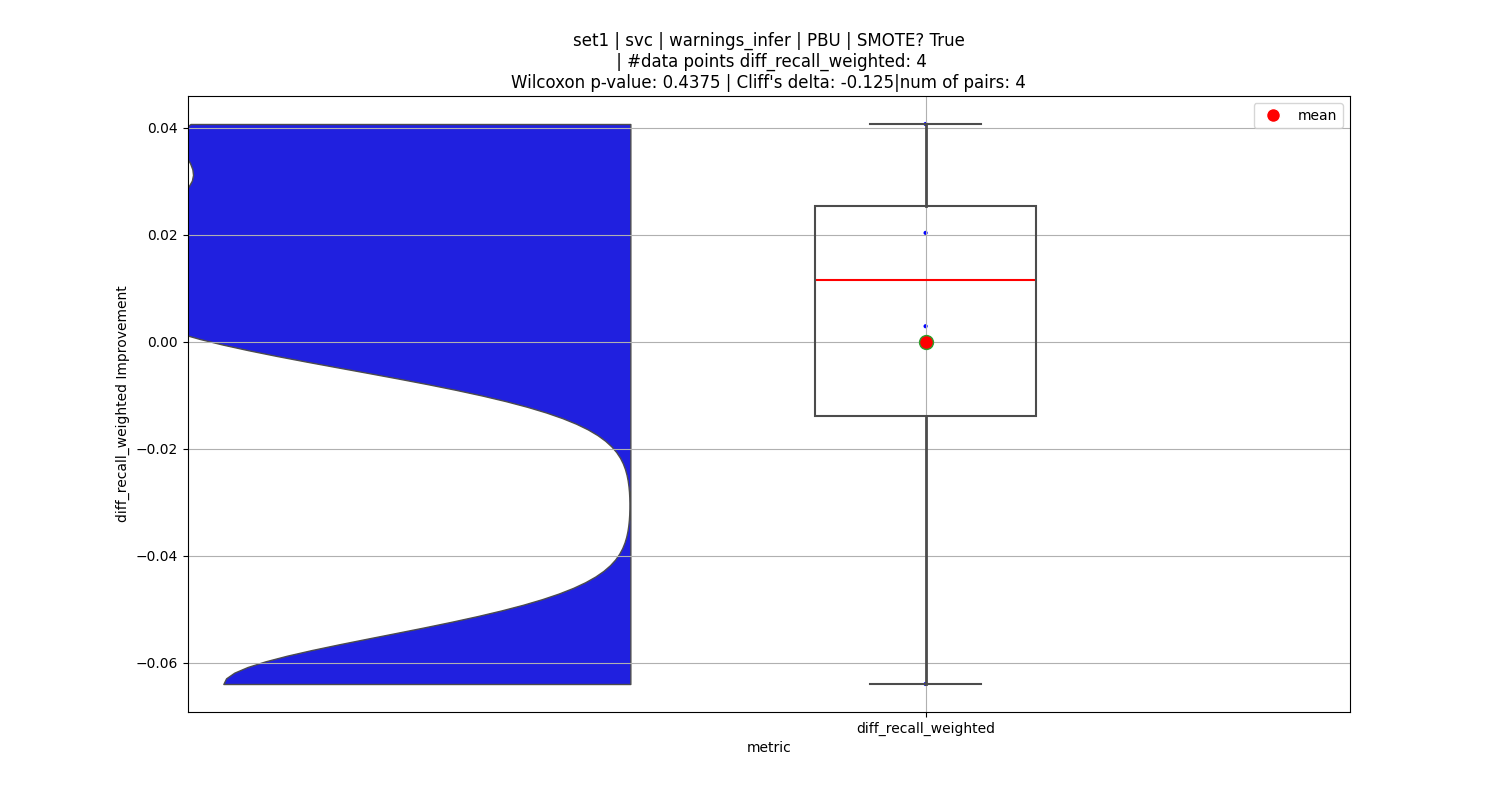 set1 | svc | warnings_infer | PBU | SMOTE? True
| #data points diff_recall_weighted: 4
Wilcoxon p-value: 0.4375 | Cliff's delta: -0.125|num of pairs: 4
mean
0.04
0.02
0.00
−0.02
−0.04
−0.06
diff_recall_weighted Improvement
diff_recall_weighted
metric